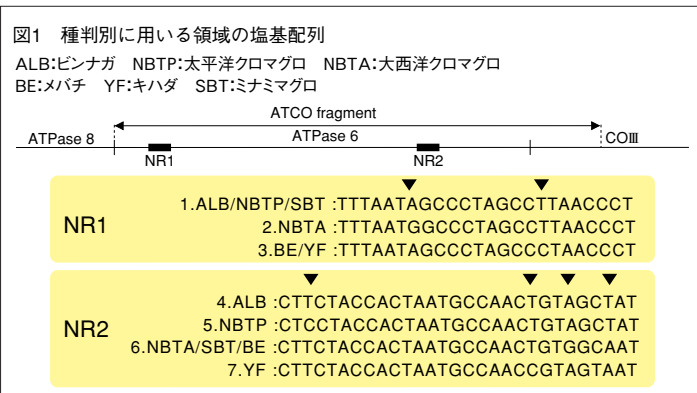 図1 種判別に用いる領域の塩基配列
ALB:ビンナガ NBTP:太平洋クロマグロ NBTA:大西洋クロマグロ
BE:メバチ YF:キハダ SBT:ミナミマグロ
ATCO fragment
ATPase 8 ATPase 6 COⅢ
NR1 NR2
NR1
1.ALB/NBTP/SBT :TTTAATAGCCCTAGCCTTAACCCT
2.NBTA :TTTAATGGCCCTAGCCTTAACCCT
3.BE/YF :TTTAATAGCCCTAGCCCTAACCCT
NR2
4.ALB :CTTCTACCACTAATGCCAACTGTAGCTAT
5.NBTP :CTCCTACCACTAATGCCAACTGTAGCTAT
6.NBTA/SBT/BE :CTTCTACCACTAATGCCAACTGTGGCAAT
7.YF :CTTCTACCACTAATGCCAACCGTAGTAAT